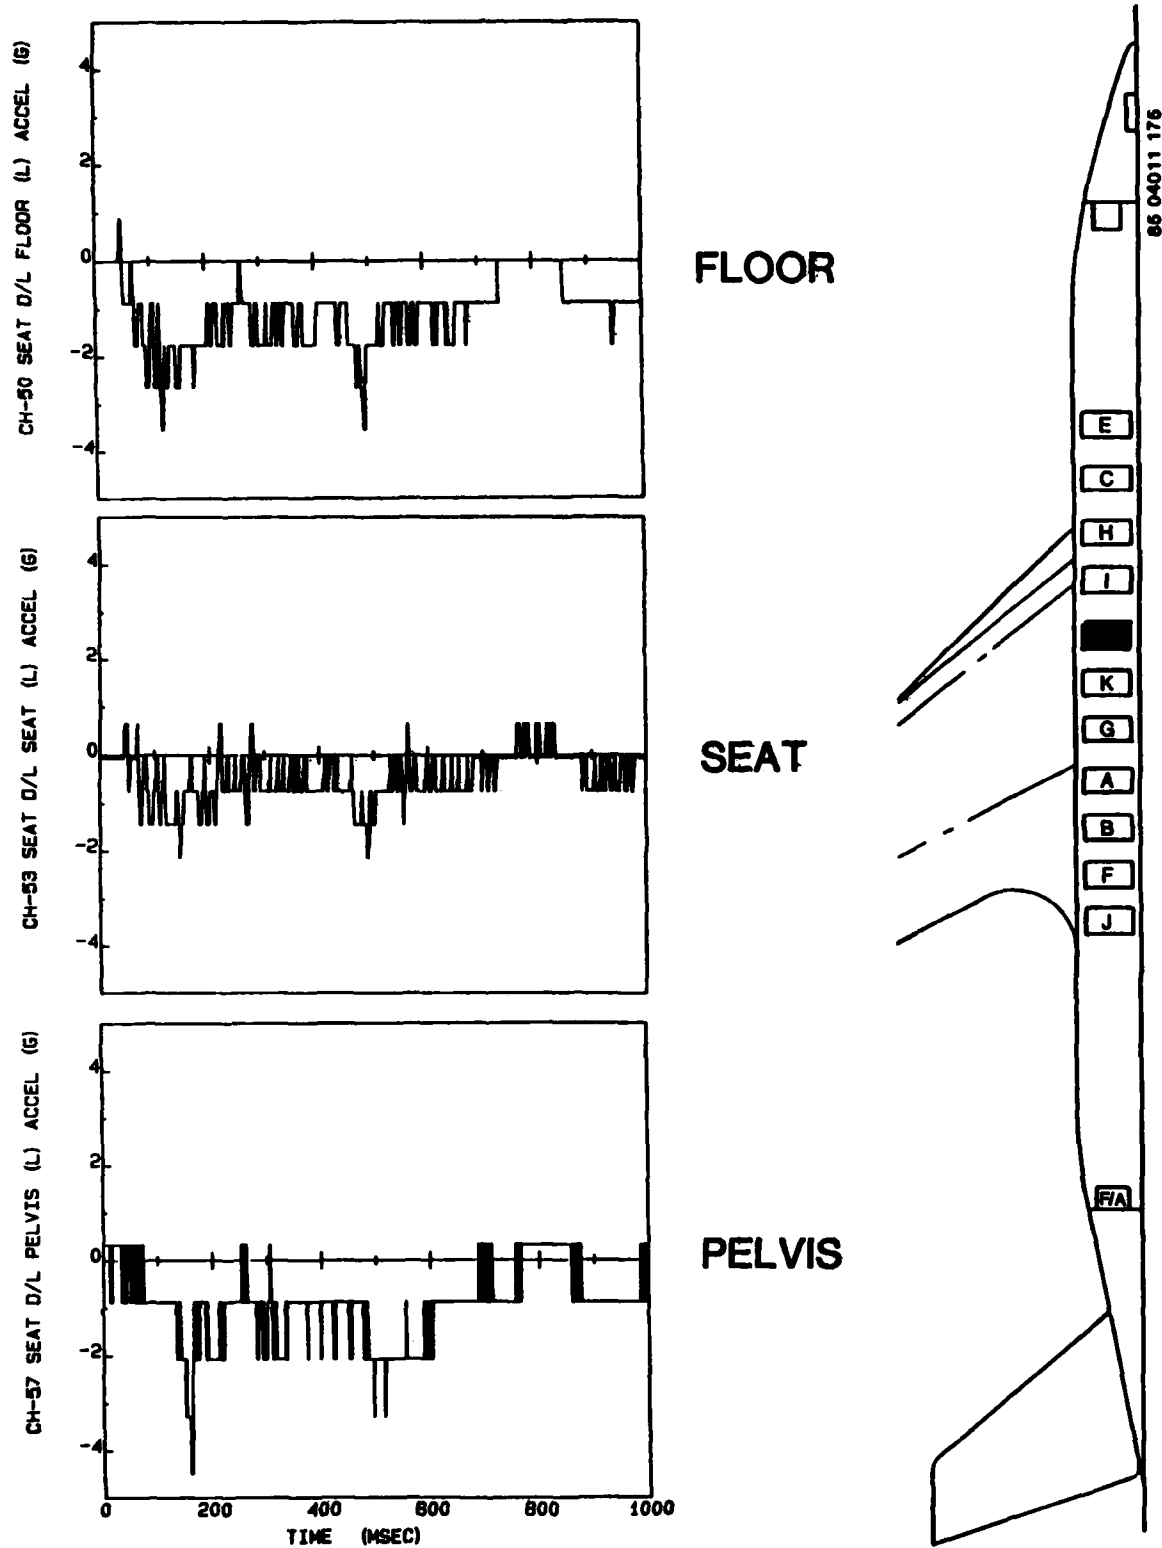 CH-50 SEAT D/L FLOOR (L) ACCEL (G)
4
2
0
-2
-4
FLOOR
CH-53 SEAT D/L SEAT (L) ACCEL (G)
4
2
0
-2
-4
SEAT
CH-57 SEAT D/L PELVIS (L) ACCEL (G)
4
2
0
-2
-4
0
200
400
600
800
1000
TIME (MSEC)
PELVIS
85 04011 175
E
C
H
I
K
G
A
B
F
J
F/A